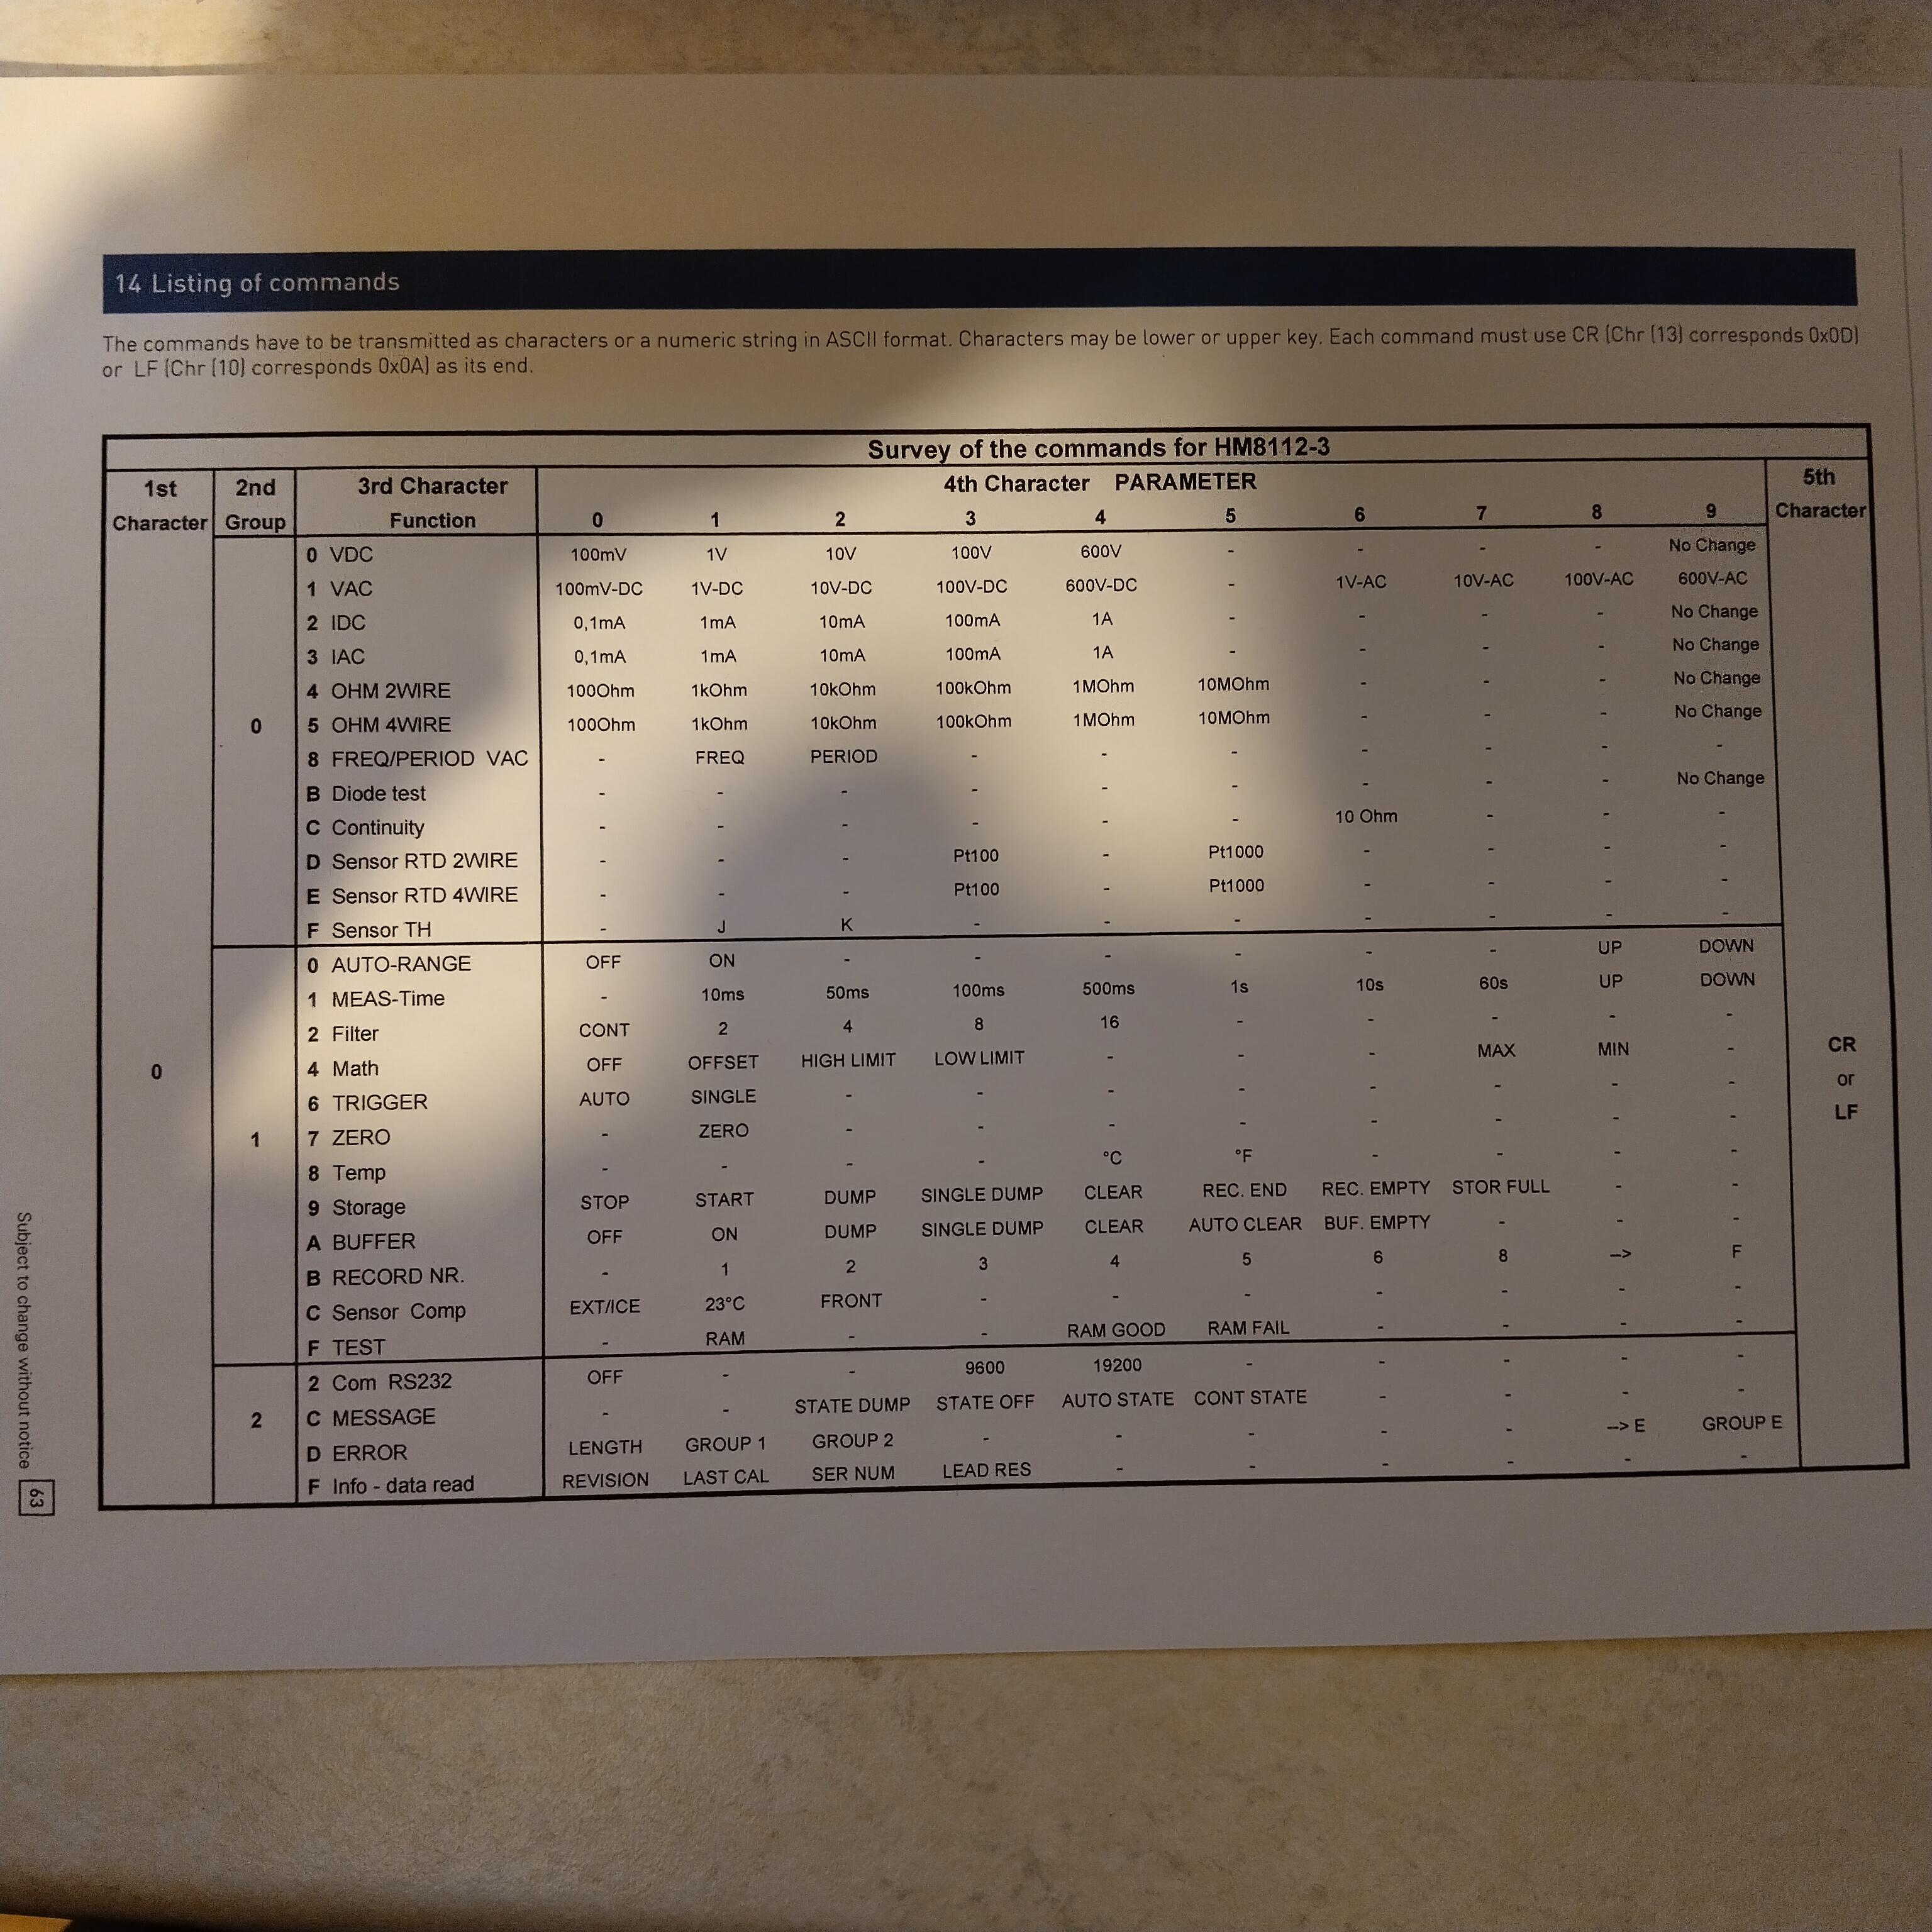 14 Listing of commands
The commands have to be transmitted as characters or a numeric string in ASCII format. Characters may be lower or upper key. Each command must use CR (Chr (13) corresponds 0x0D)
or LF (Chr (10) corresponds 0x0A) as its end.
Survey of the commands for HM8112-3
1st 2nd 3rd Character 4th Character PARAMETER 5th
Character Group Function 0 1 2 3 4 5 6 7 8 9 Character
0 VDC 100mV 1V 10V 100V 600V - - - - No Change
1 VAC 100mV-DC 1V-DC 10V-DC 100V-DC 600V-DC - 1V-AC 10V-AC 100V-AC 600V-AC
2 IDC 0,1mA 1mA 10mA 100mA 1A - - - - No Change
3 IAC 0,1mA 1mA 10mA 100mA 1A - - - - No Change
4 OHM 2WIRE 100Ohm 1kOhm 10kOhm 100kOhm 1MOhm 10MOhm - - - No Change
0 5 OHM 4WIRE 100Ohm 1kOhm 10kOhm 100kOhm 1MOhm 10MOhm - - - No Change
8 FREQ/PERIOD VAC - FREQ PERIOD - - - - - - -
B Diode test - - - - - - - - - No Change
C Continuity - - - - - - 10 Ohm - - -
D Sensor RTD 2WIRE - - - Pt100 - Pt1000 - - - -
E Sensor RTD 4WIRE - - - Pt100 - Pt1000 - - - -
F Sensor TH - J K - - - - - - -
0 AUTO-RANGE OFF ON - - - - - - UP DOWN
1 MEAS-Time - 10ms 50ms 100ms 500ms 1s 10s 60s UP DOWN
2 Filter CONT 2 4 8 16 - - - - -
0 4 Math OFF OFFSET HIGH LIMIT LOW LIMIT - - - MAX MIN - CR
6 TRIGGER AUTO SINGLE - - - - - - - - or
1 7 ZERO - ZERO - - - - - - - - LF
8 Temp - - - - °C °F - - - -
9 Storage STOP START DUMP SINGLE DUMP CLEAR REC. END REC. EMPTY STOR FULL - -
A BUFFER OFF ON DUMP SINGLE DUMP CLEAR AUTO CLEAR BUF. EMPTY - - -
B RECORD NR. - 1 2 3 4 5 6 8 --> F
C Sensor Comp EXT/ICE 23°C FRONT - - - - - - -
F TEST - RAM - - RAM GOOD RAM FAIL - - - -
2 Com RS232 OFF - - 9600 19200 - - - - -
2 C MESSAGE - - STATE DUMP STATE OFF AUTO STATE CONT STATE - - - -
D ERROR LENGTH GROUP 1 GROUP 2 - - - - - --> E GROUP E
F Info - data read REVISION LAST CAL SER NUM LEAD RES - - - - - -
Subject to change without notice 63